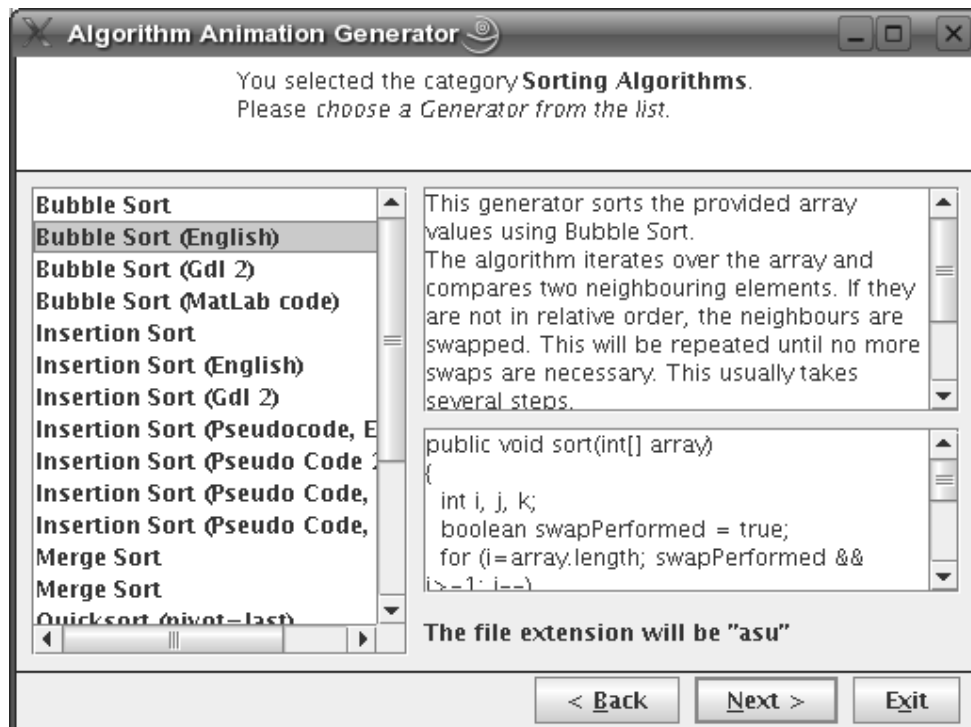 Algorithm Animation Generator
You selected the category Sorting Algorithms.
Please choose a Generator from the list.
Bubble Sort
Bubble Sort (English)
Bubble Sort (Gdl 2)
Bubble Sort (MatLab code)
Insertion Sort
Insertion Sort (English)
Insertion Sort (Gdl 2)
Insertion Sort (Pseudocode, E
Insertion Sort (Pseudo Code 2
Insertion Sort (Pseudo Code,
Insertion Sort (Pseudo Code,
Merge Sort
Merge Sort
Quicksort (pivot-last)
This generator sorts the provided array
values using Bubble Sort.
The algorithm iterates over the array and
compares two neighbouring elements. If they
are not in relative order, the neighbours are
swapped. This will be repeated until no more
swaps are necessary. This usually takes
several steps.
public void sort(int[] array)
{
int i, j, k;
boolean swapPerformed = true;
for (i=array.length; swapPerformed &&
i>-1; i--)
The file extension will be "asu"
< Back
Next >
Exit